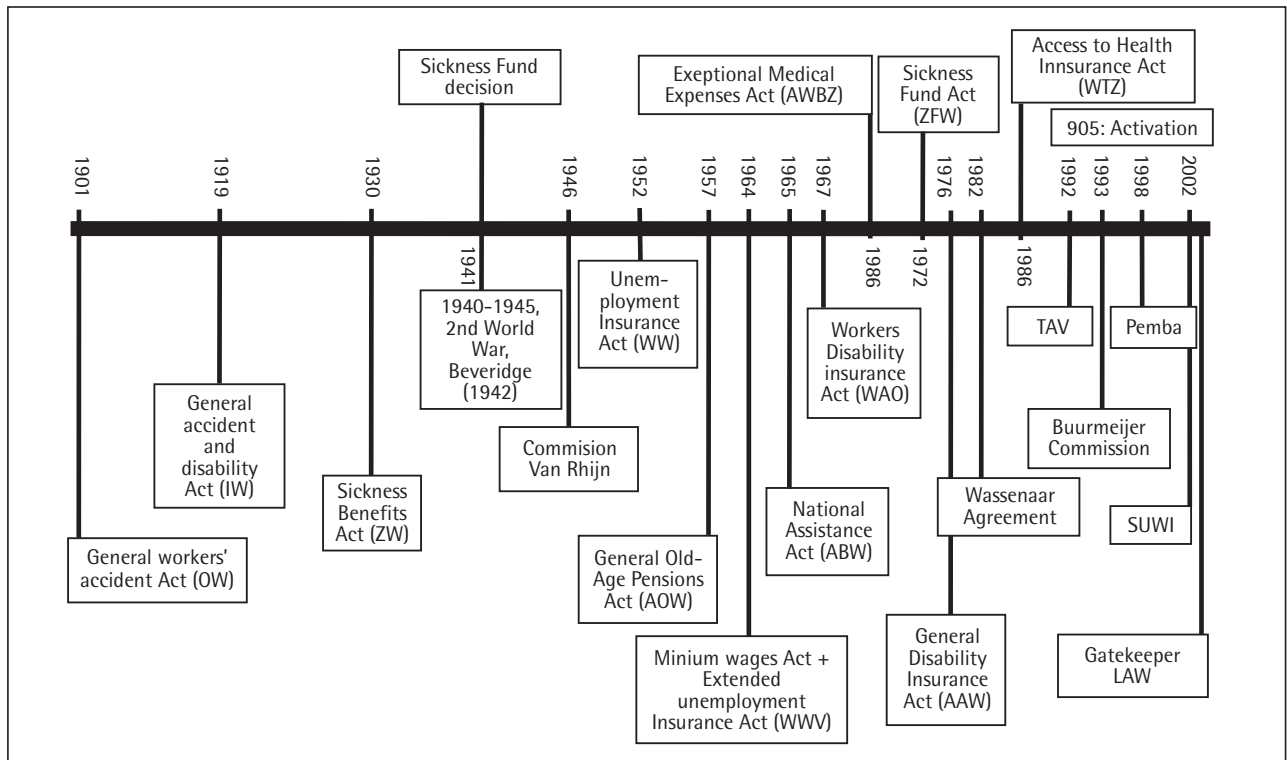 Sickness Fund
decision
Exeptional Medical
Expenses Act (AWBZ)
Sickness
Fund Act
(ZFW)
Access to Health
Innsurance Act
(WTZ)
905: Activation
1901
1919
1930
1946
1952
1957
1964
1965
1967
1976
1982
1992
1993
1998
2002
1941
1986
1972
1986
General workers'
accident Act (OW)
General
accident
and
disability
Act (IW)
Sickness
Benefits
Act (ZW)
1940-1945,
2nd World
War,
Beveridge
(1942)
Commision
Van Rhijn
Unem-
ployment
Insurance
Act (WW)
General Old-
Age Pensions
Act (AOW)
Minium wages Act +
Extended
unemployment
Insurance Act (WWV)
National
Assistance
Act (ABW)
Workers
Disability
insurance
Act (WAO)
General
Disability
Insurance
Act (AAW)
Wassenaar
Agreement
TAV
Buurmeijer
Commission
Pemba
SUWI
Gatekeeper
LAW